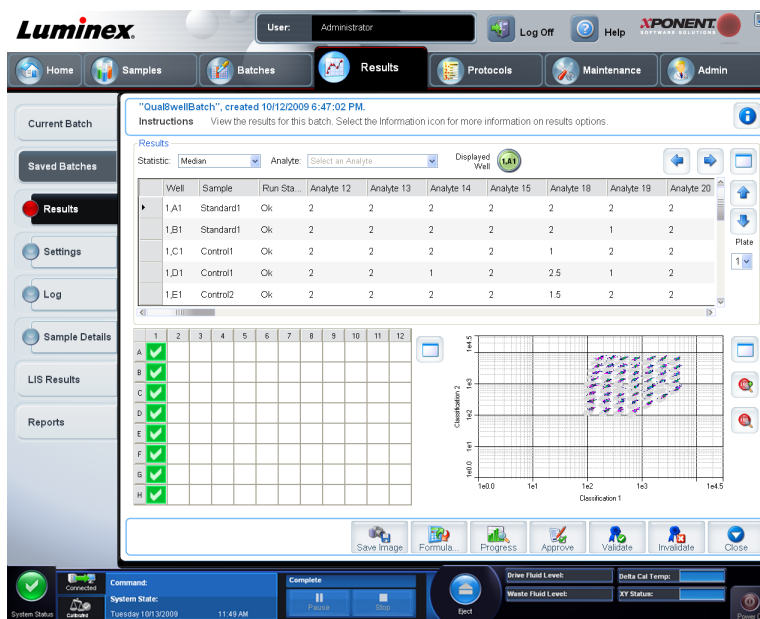 Luminex.
User: Administrator
Log Off
Help
XPONENT.
SOFTWARE SOLUTIONS
Home
Samples
Batches
Results
Protocols
Maintenance
Admin
Current Batch
Saved Batches
Results
Settings
Log
Sample Details
LIS Results
Reports
"Qual8wellBatch", created 10/12/2009 6:47:02 PM.
Instructions View the results for this batch. Select the Information icon for more information on results options.
Results
Statistic: Median Analyte: Select an Analyte Displayed Well 1,A1
Well Sample Run Sta... Analyte 12 Analyte 13 Analyte 14 Analyte 15 Analyte 18 Analyte 19 Analyte 20
1,A1 Standard1 Ok 2 2 2 2 2 2 2
1,B1 Standard1 Ok 2 2 2 2 2 1 2
1,C1 Control1 Ok 2 2 2 2 1 2 2
1,D1 Control1 Ok 2 2 1 2 2.5 1 2
1,E1 Control2 Ok 2 2 2 2 1.5 2 2
Plate
1
1 2 3 4 5 6 7 8 9 10 11 12
A
B
C
D
E
F
G
H
Classification 2
1e4.5
1e3
1e2
1e1
1e0.0
1e0.0 1e1 1e2 1e3 1e4.5
Classification 1
Save Image
Formula...
Progress
Approve
Validate
Invalidate
Close
System Status
Connected
Calibrated
Command:
System State:
Tuesday 10/13/2009 11:49 AM
Complete
Pause
Stop
Eject
Drive Fluid Level:
Waste Fluid Level:
Delta Cal Temp:
XY Status: